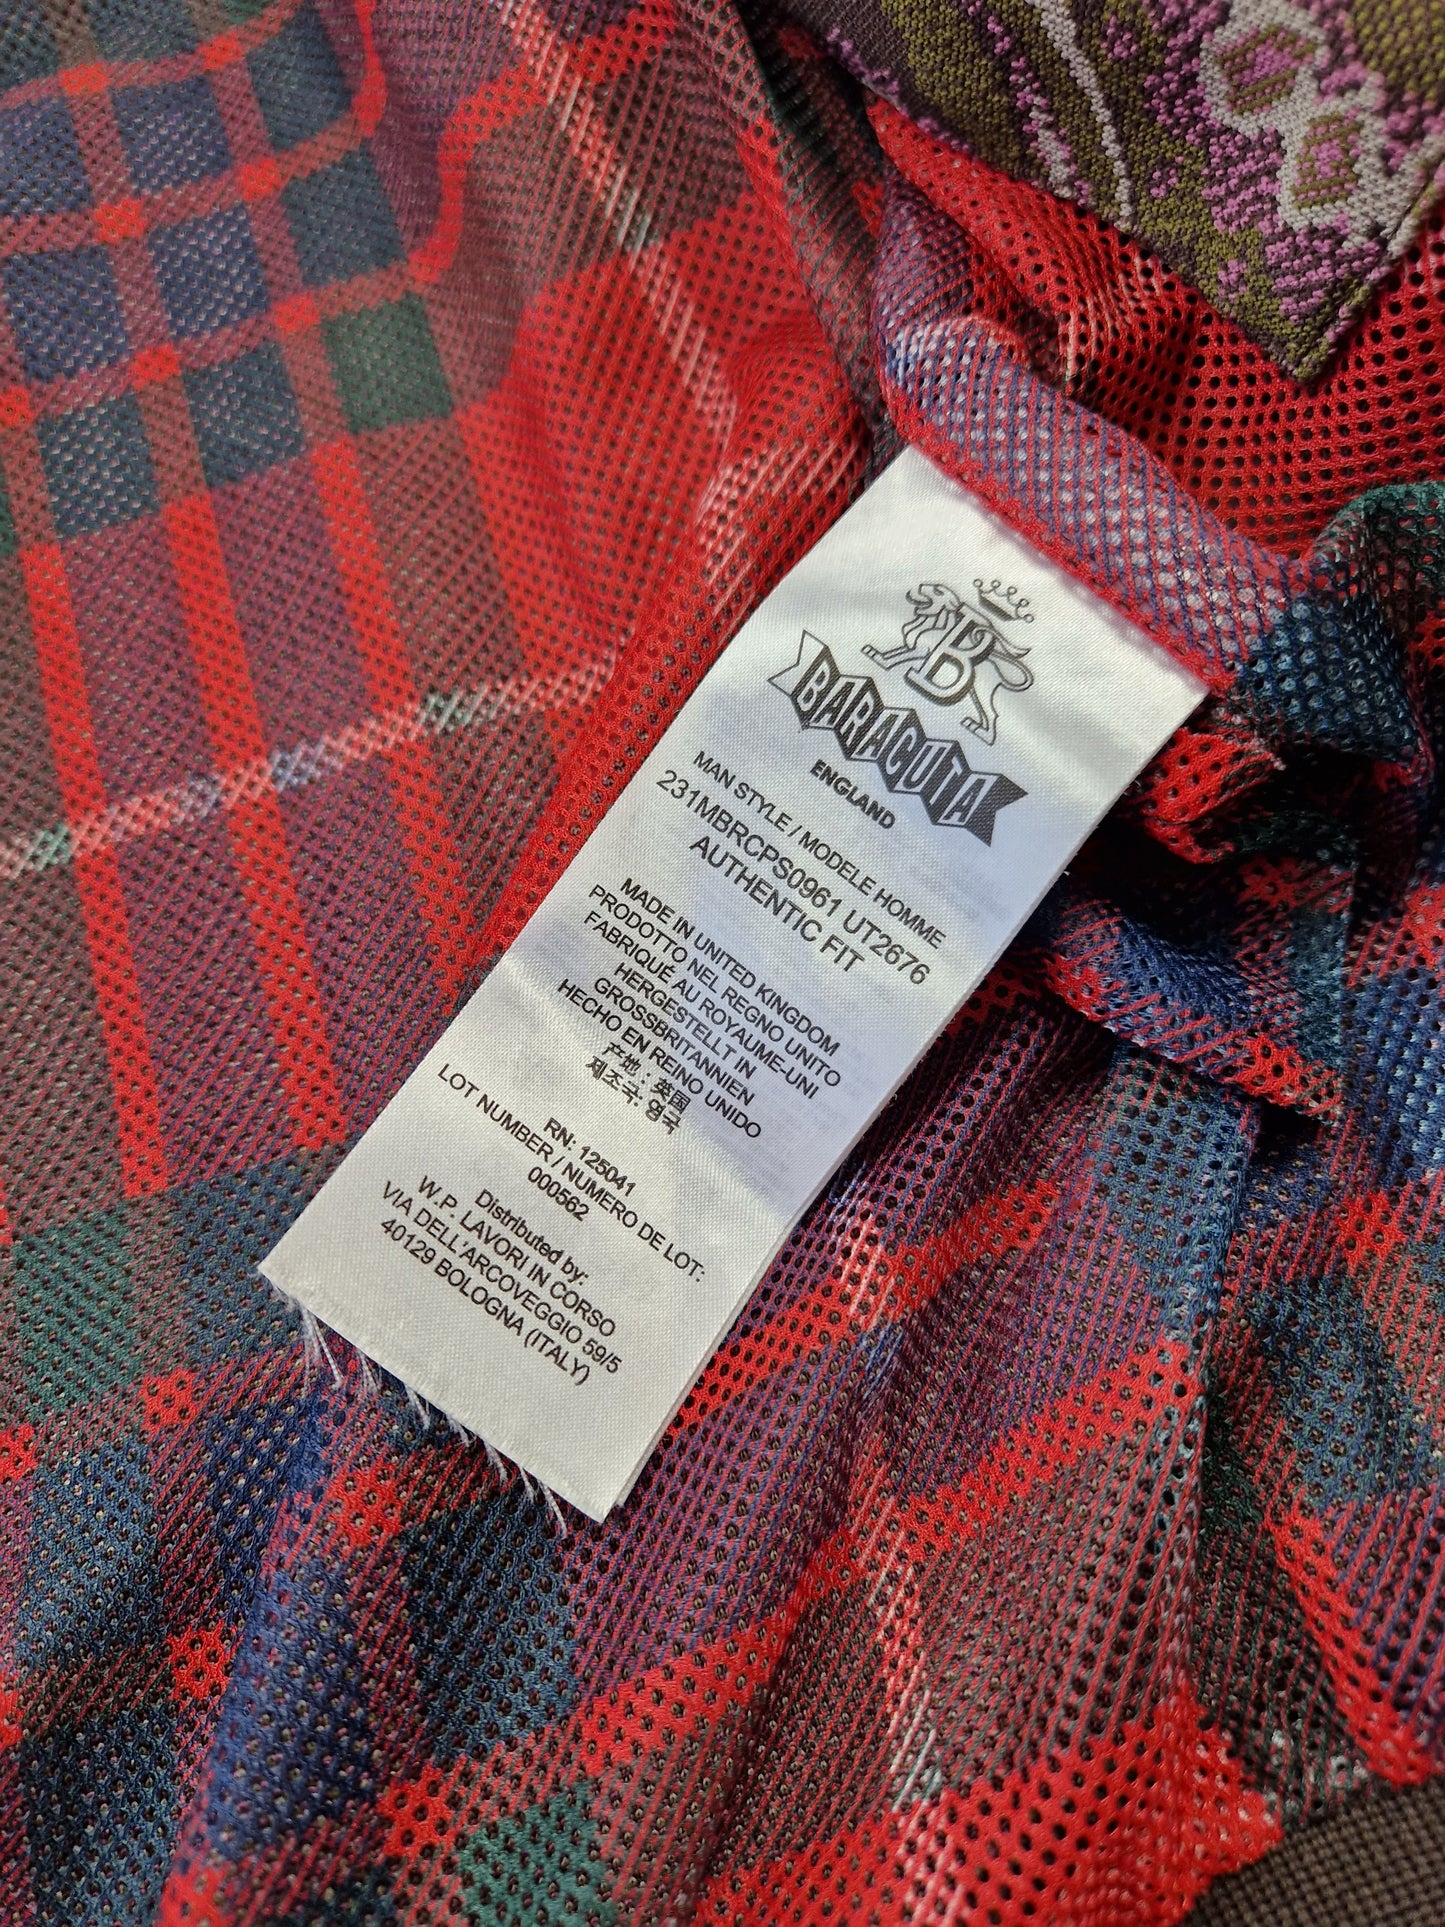 B
BARACUTA
ENGLAND
MAN STYLE / MODELE HOMME
231MBRCPS0961 UT2676
AUTHENTIC FIT
MADE IN UNITED KINGDOM
PRODOTTO NEL REGNO UNITO
FABRIQUÉ AU ROYAUME-UNI
HERGESTELLT IN
GROSSBRITANNIEN
HECHO EN REINO UNIDO
产地 : 英国
제조국: 영국
RN: 125041
LOT NUMBER / NUMERO DE LOT:
000562
Distributed by:
W.P. LAVORI IN CORSO
VIA DELL'ARCOVEGGIO 59/5
40129 BOLOGNA (ITALY)